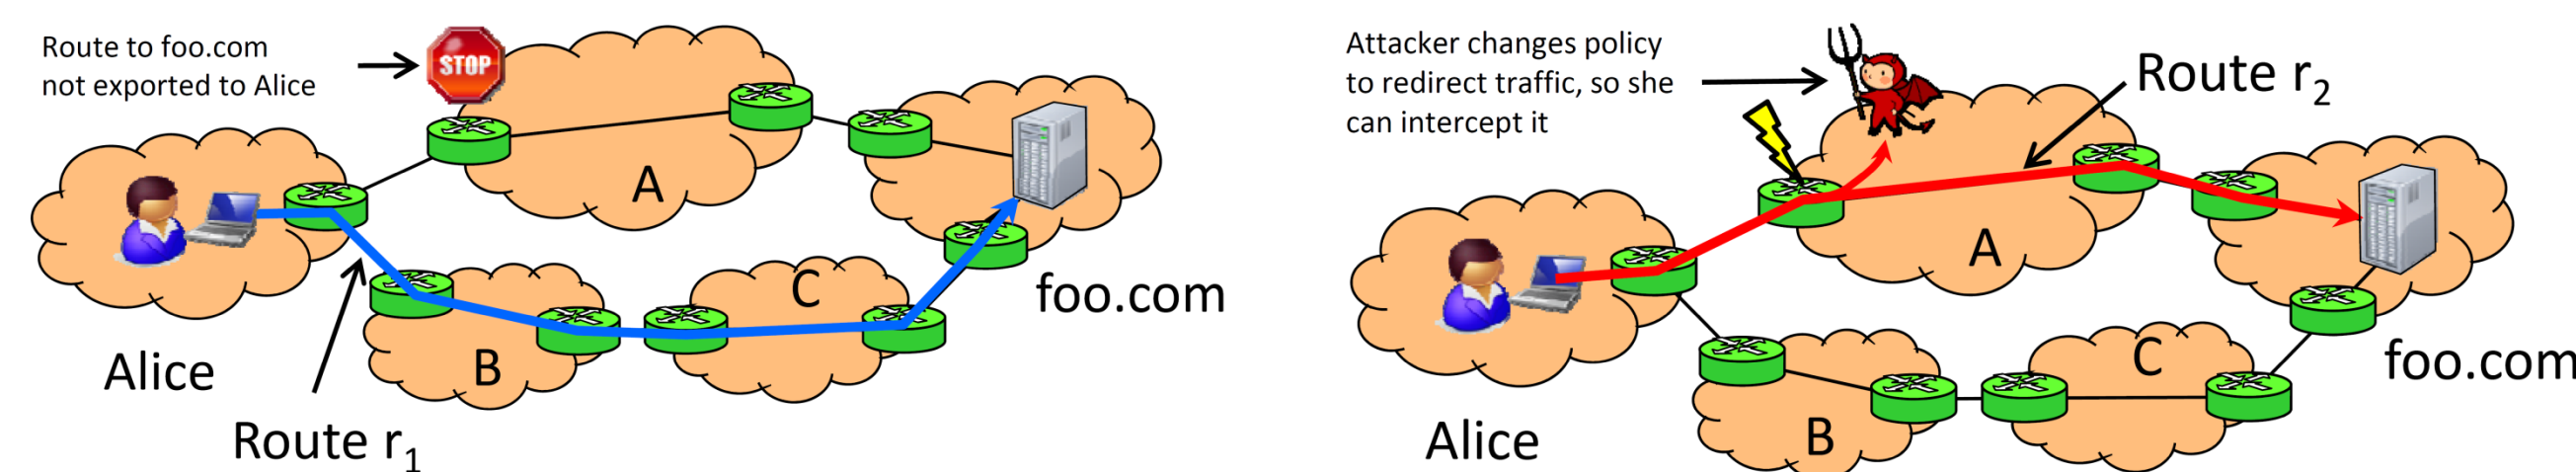 Route to foo.com
not exported to Alice
STOP
A
foo.com
C
B
Alice
Route r₁
Attacker changes policy
to redirect traffic, so she
can intercept it
Route r₂
A
foo.com
C
B
Alice